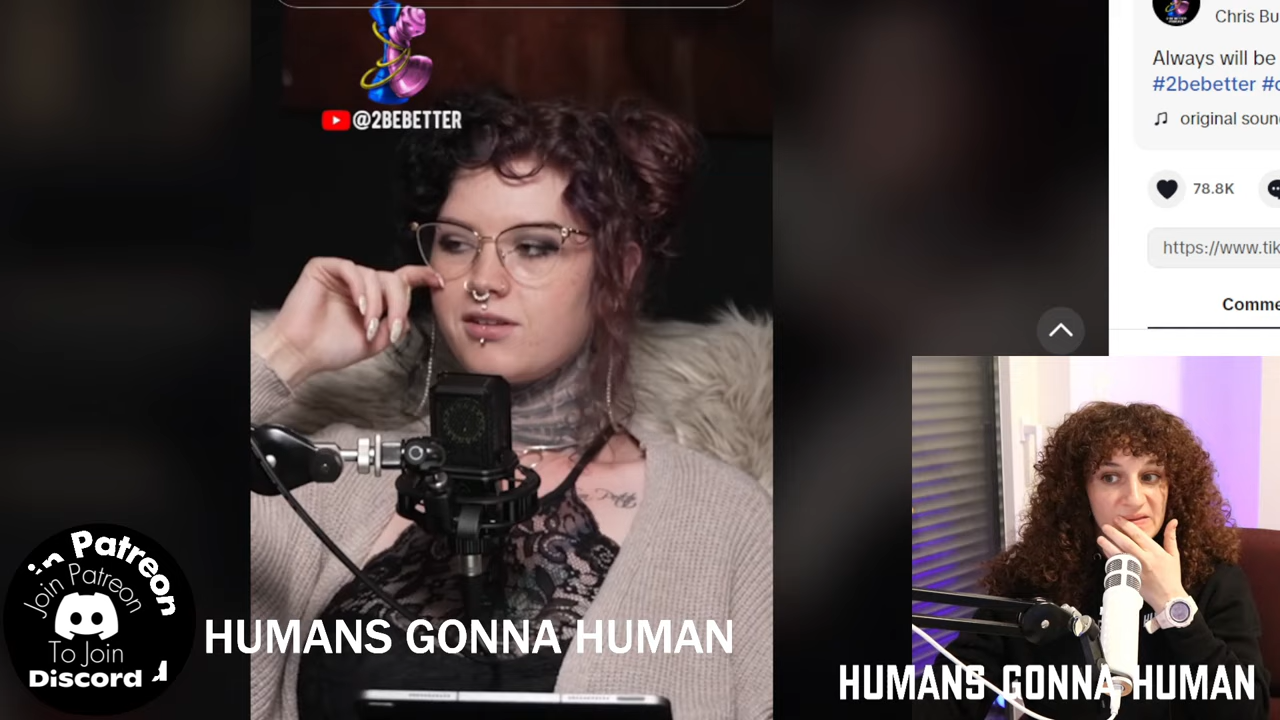 @2BEBETTER
Chris Bu
Always will be
#2bebetter #c
original soun
78.8K
https://www.tik
Comme
in Patreon
Join Patreon
To Join
Discord
HUMANS GONNA HUMAN
HUMANS GONNA HUMAN